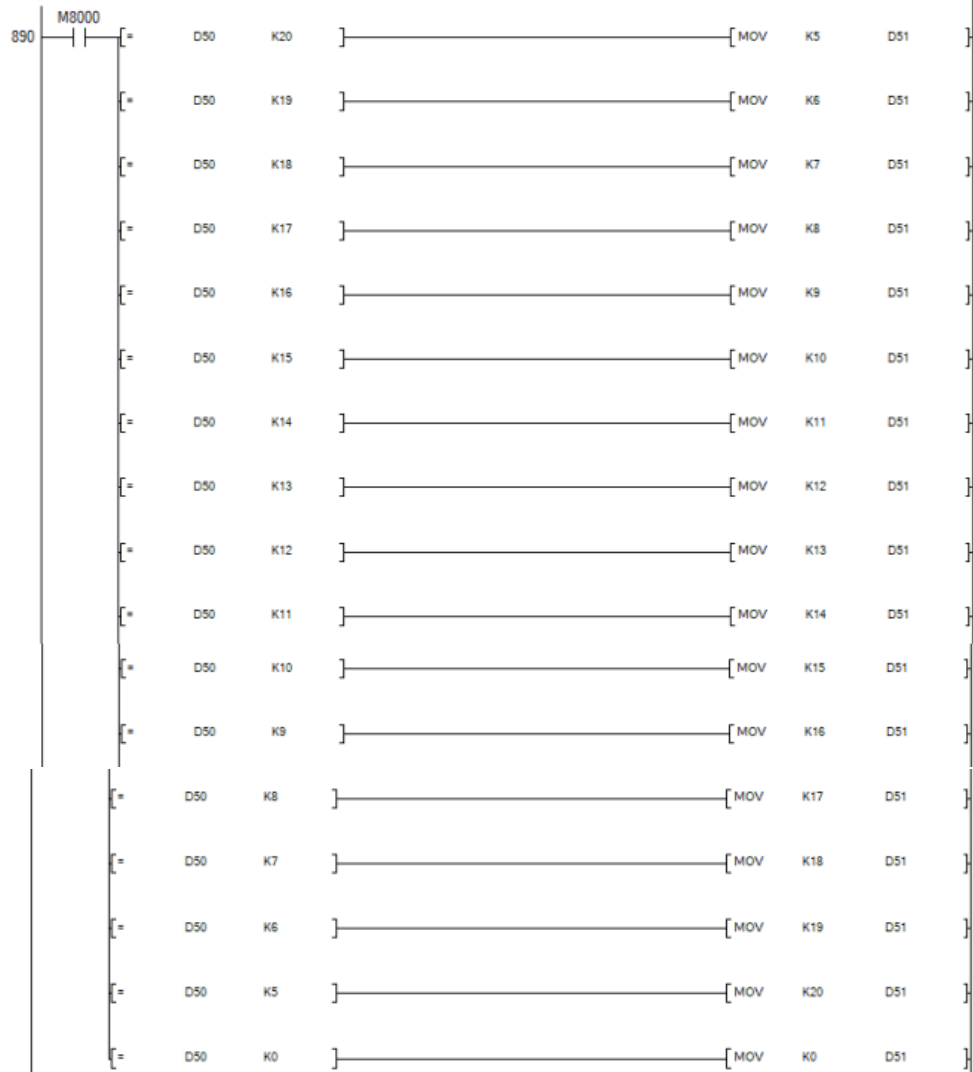 M8000
890 [= D50 K20 ] [ MOV K5 D51 ]
[= D50 K19 ] [ MOV K6 D51 ]
[= D50 K18 ] [ MOV K7 D51 ]
[= D50 K17 ] [ MOV K8 D51 ]
[= D50 K16 ] [ MOV K9 D51 ]
[= D50 K15 ] [ MOV K10 D51 ]
[= D50 K14 ] [ MOV K11 D51 ]
[= D50 K13 ] [ MOV K12 D51 ]
[= D50 K12 ] [ MOV K13 D51 ]
[= D50 K11 ] [ MOV K14 D51 ]
[= D50 K10 ] [ MOV K15 D51 ]
[= D50 K9 ] [ MOV K16 D51 ]
[= D50 K8 ] [ MOV K17 D51 ]
[= D50 K7 ] [ MOV K18 D51 ]
[= D50 K6 ] [ MOV K19 D51 ]
[= D50 K5 ] [ MOV K20 D51 ]
[= D50 K0 ] [ MOV K0 D51 ]